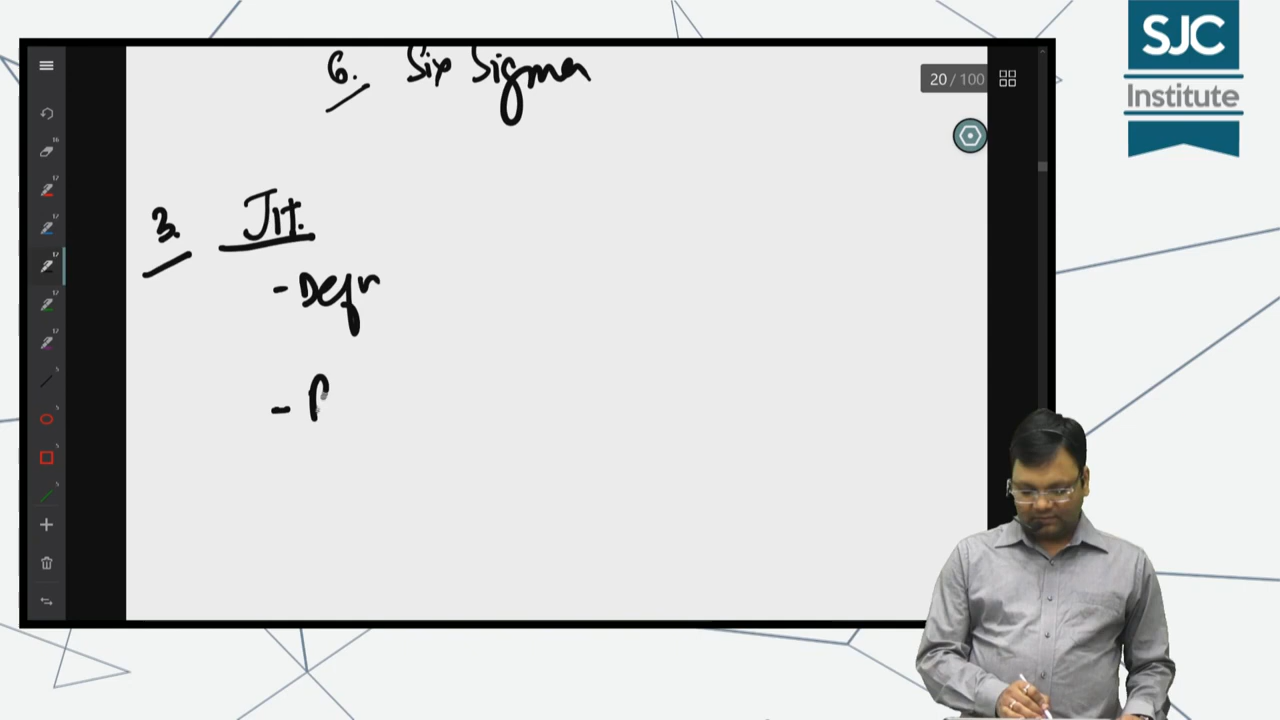 SJC
Institute
20 / 100
6. Six Sigma
3. JIT.
- Defn
-